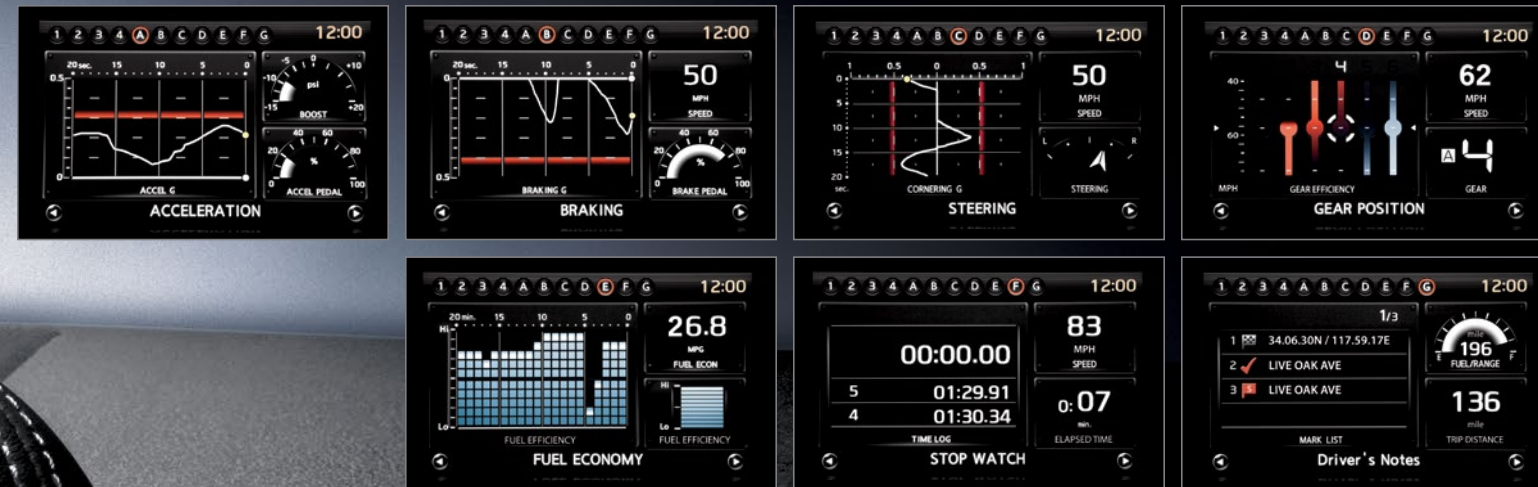 1 2 3 4 A B C D E F G 12:00
20 sec. 15 10 5 0
0.5
0
ACCEL G
-15 -10 -5 0 +10 +20
psi
BOOST
0 20 40 60 80 100
%
ACCEL PEDAL
ACCELERATION
1 2 3 4 A B C D E F G 12:00
20 sec. 15 10 5 0
0
0.5
BRAKING G
50
MPH
SPEED
0 20 40 60 80 100
%
BRAKE PEDAL
BRAKING
1 2 3 4 A B C D E F G 12:00
1 0.5 0 0.5 1
0
5
10
15
20
sec.
CORNERING G
50
MPH
SPEED
L I R
STEERING
STEERING
1 2 3 4 A B C D E F G 12:00
4
40
60
MPH
GEAR EFFICIENCY
62
MPH
SPEED
A 4
GEAR
GEAR POSITION
1 2 3 4 A B C D E F G 12:00
20 min. 15 10 5 0
Hi
Lo
FUEL EFFICIENCY
26.8
MPG
FUEL ECON
Hi
Lo
FUEL EFFICIENCY
FUEL ECONOMY
1 2 3 4 A B C D E F G 12:00
00:00.00
5 01:29.91
4 01:30.34
TIME LOG
83
MPH
SPEED
0:07
min.
ELAPSED TIME
STOP WATCH
1 2 3 4 A B C D E F G 12:00
1/3
1 34.06.30N / 117.59.17E
2 LIVE OAK AVE
3 S LIVE OAK AVE
MARK LIST
mile
E 196 F
FUEL/RANGE
136
mile
TRIP DISTANCE
Driver's Notes